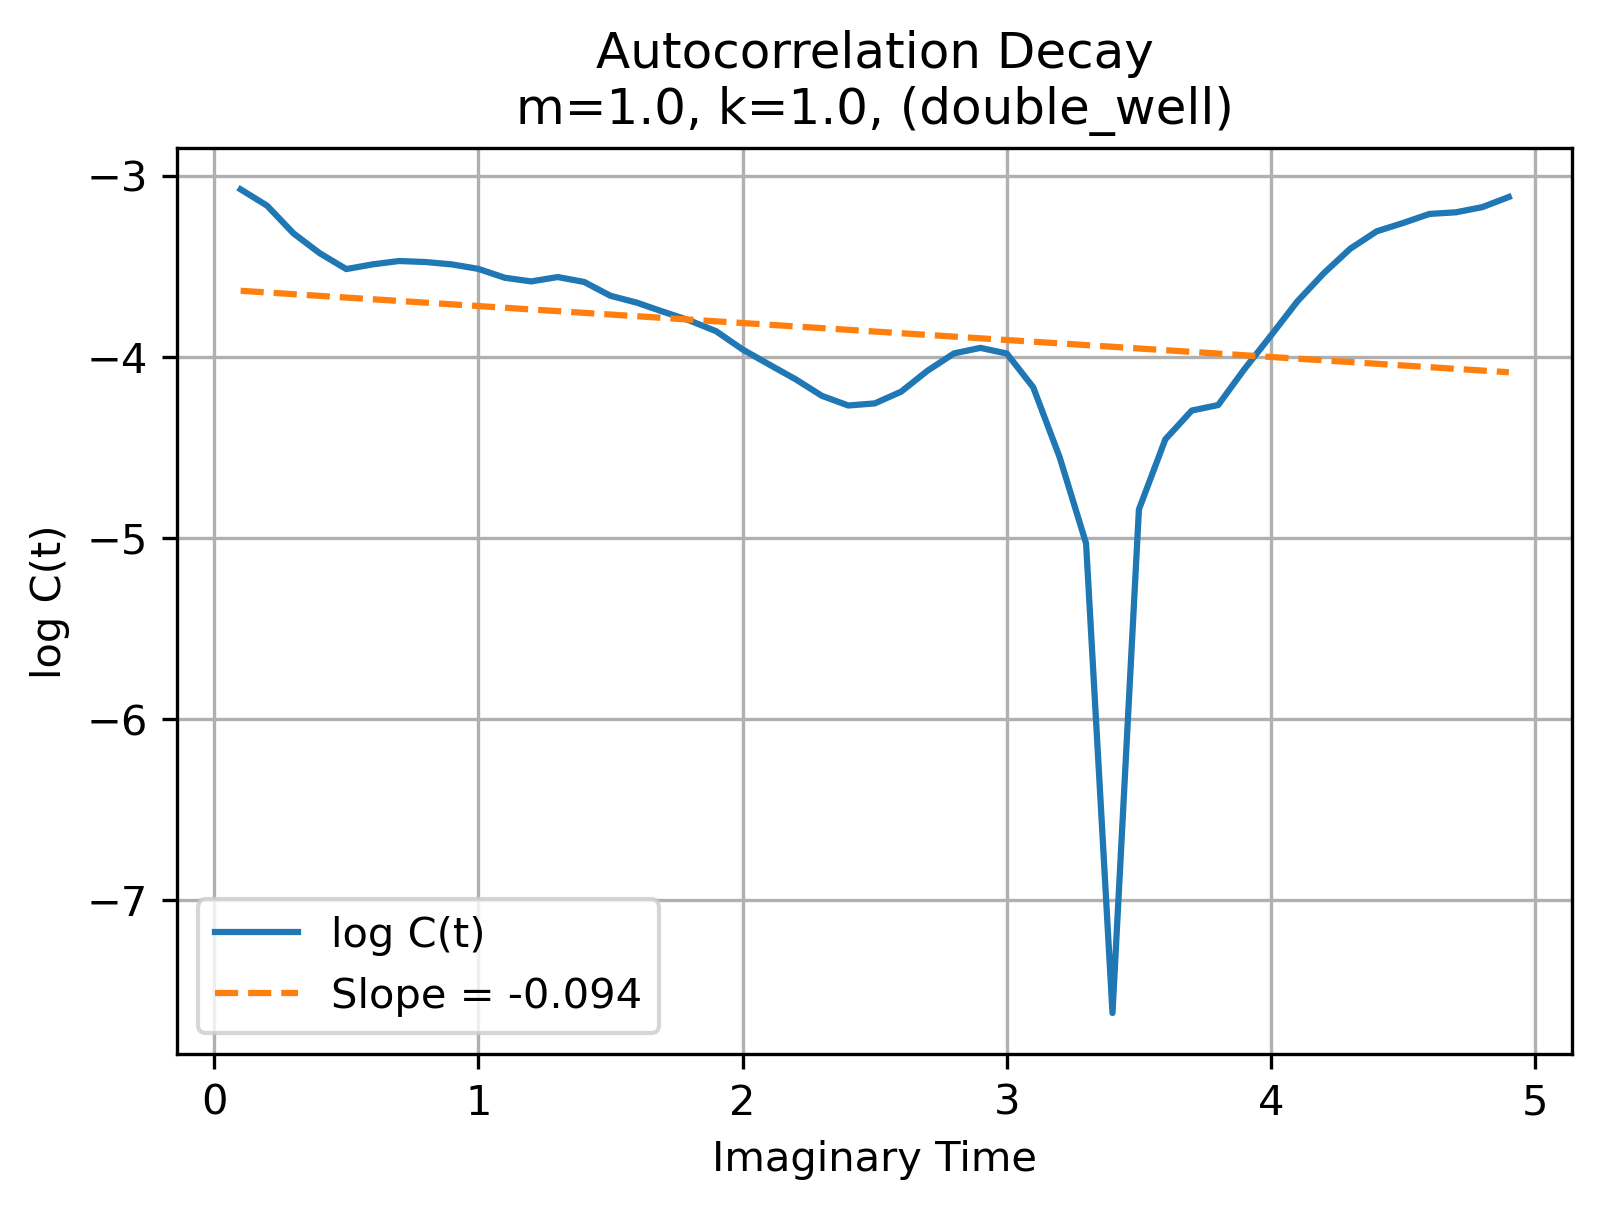 Autocorrelation Decay
m=1.0, k=1.0, (double_well)
log C(t)
−3
−4
−5
−6
−7
log C(t)
Slope = -0.094
0 1 2 3 4 5
Imaginary Time